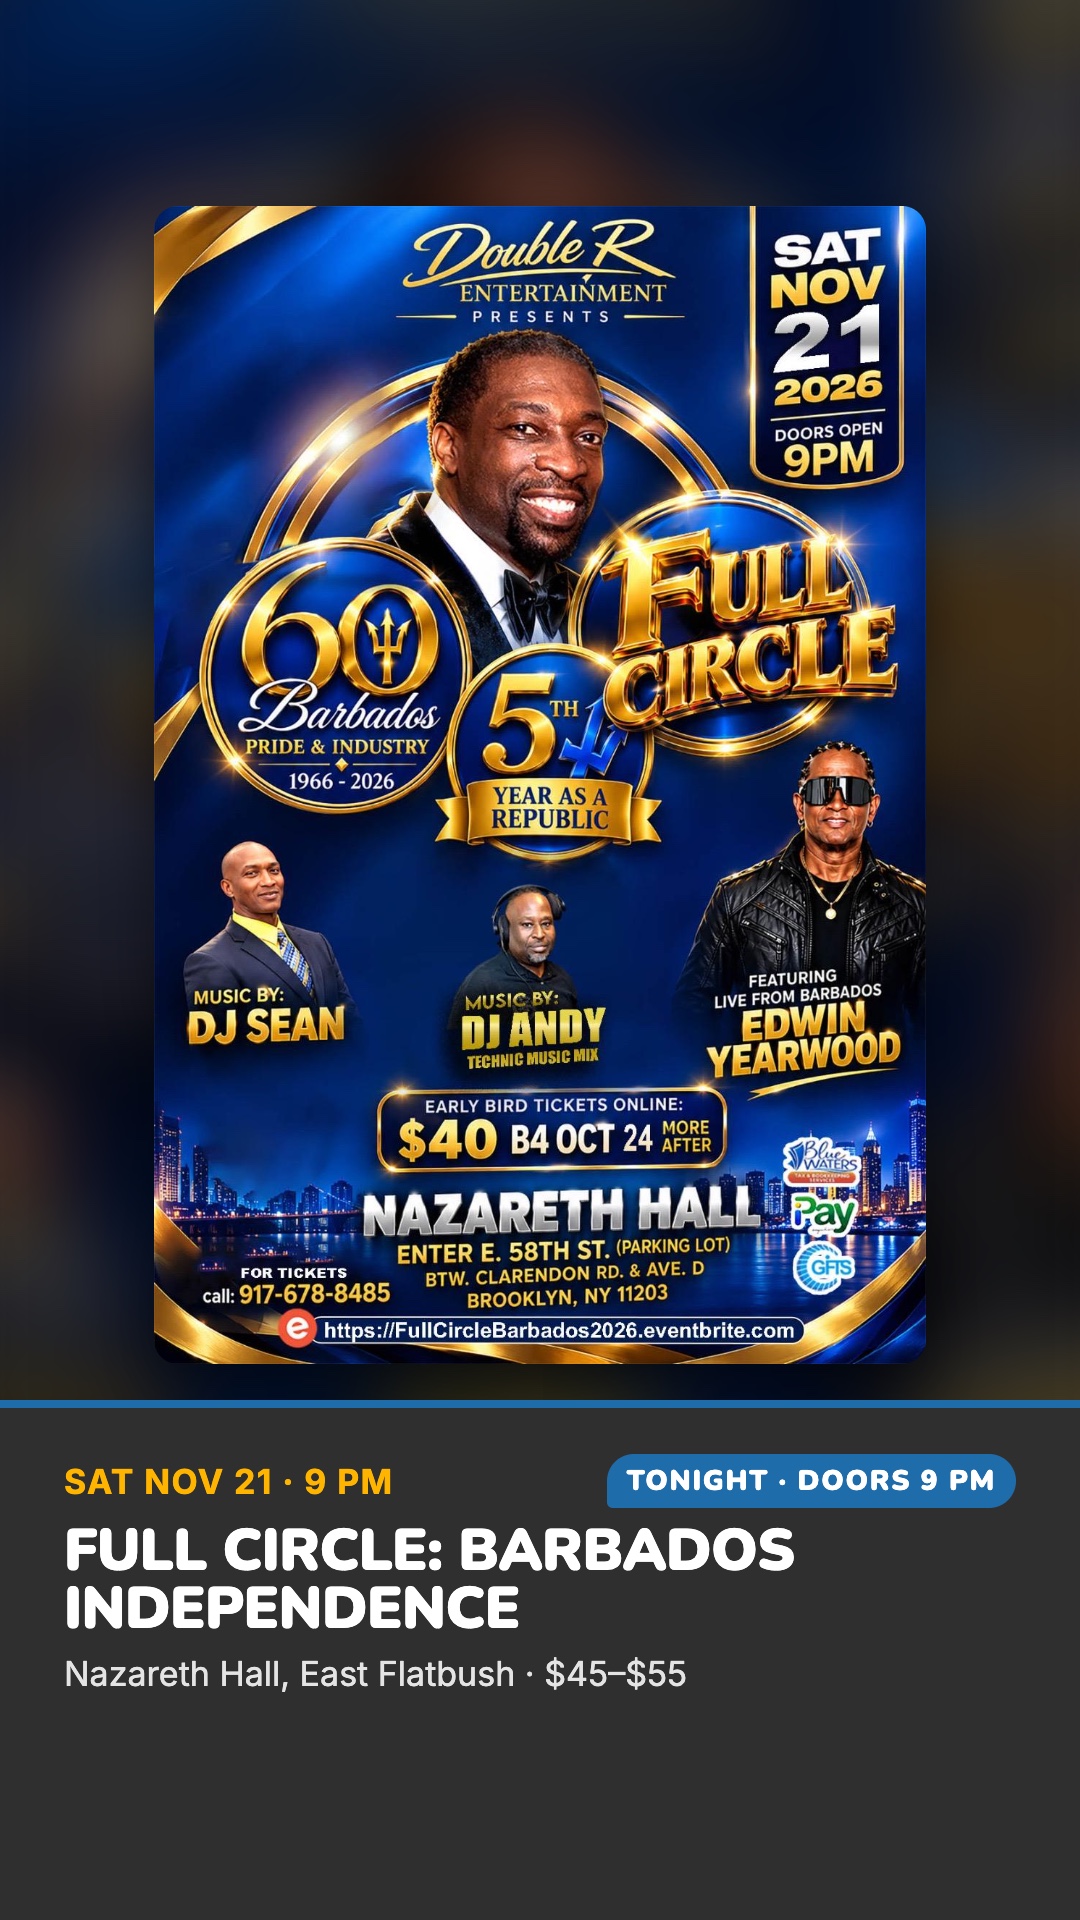 Double R
ENTERTAINMENT
PRESENTS
SAT
NOV
21
2026
DOORS OPEN
9PM
FULL
CIRCLE
60
Barbados
PRIDE & INDUSTRY
1966 - 2026
5TH
YEAR AS A
REPUBLIC
MUSIC BY:
DJ SEAN
MUSIC BY:
DJ ANDY
TECHNIC MUSIC MIX
FEATURING
LIVE FROM BARBADOS
EDWIN
YEARWOOD
EARLY BIRD TICKETS ONLINE:
$40 B4 OCT 24 MORE AFTER
Blue
WATERS
TAX & BOOKKEEPING
SERVICES
iPay
GFTS
NAZARETH HALL
ENTER E. 58TH ST. (PARKING LOT)
BTW. CLARENDON RD. & AVE. D
BROOKLYN, NY 11203
FOR TICKETS
call: 917-678-8485
e https://FullCircleBarbados2026.eventbrite.com
SAT NOV 21 · 9 PM
TONIGHT · DOORS 9 PM
FULL CIRCLE: BARBADOS
INDEPENDENCE
Nazareth Hall, East Flatbush · $45–$55